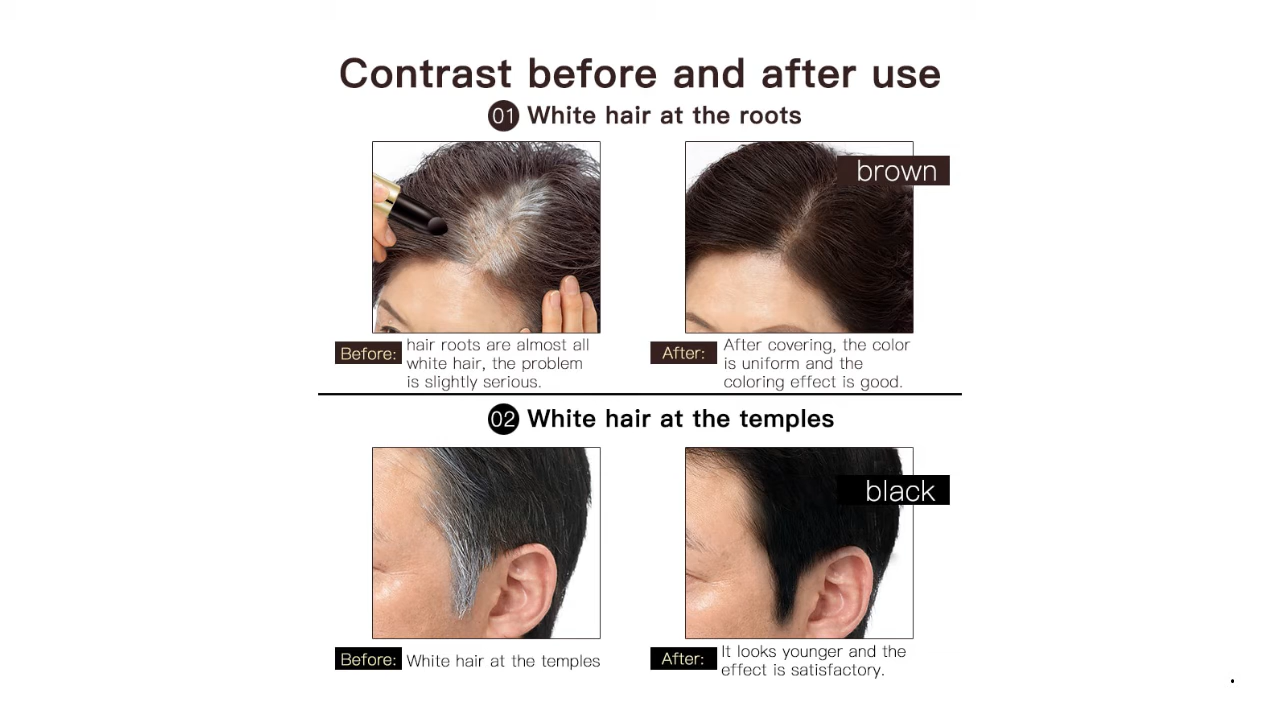 Contrast before and after use
01 White hair at the roots
brown
Before:
hair roots are almost all
white hair, the problem
is slightly serious.
After:
After covering, the color
is uniform and the
coloring effect is good.
02 White hair at the temples
black
Before:
White hair at the temples
After:
It looks younger and the
effect is satisfactory.
.